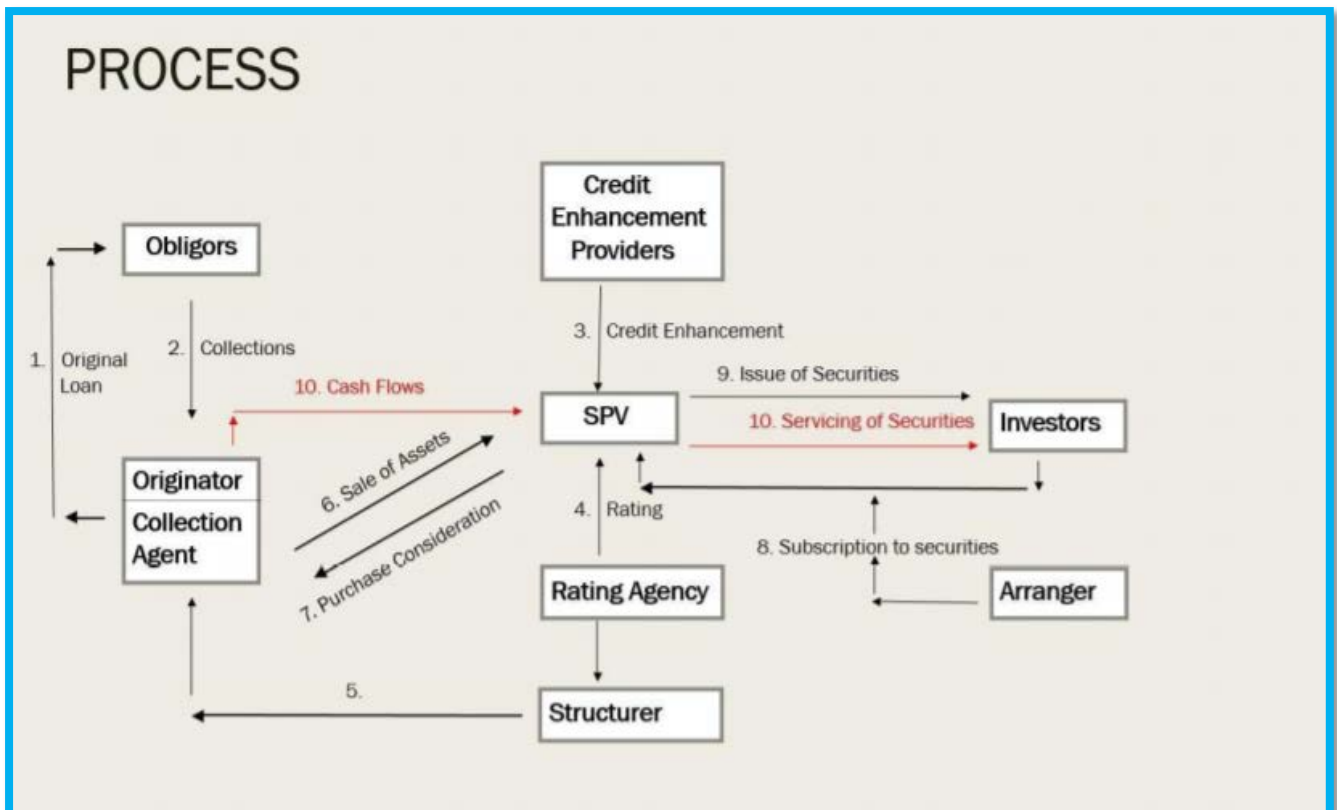 PROCESS
Credit
Enhancement
Providers
Obligors
3. Credit Enhancement
2. Collections
1. Original
Loan
9. Issue of Securities
10. Cash Flows
SPV
10. Servicing of Securities
Investors
6. Sale of Assets
Originator
Collection
Agent
4. Rating
7. Purchase Consideration
8. Subscription to securities
Rating Agency
Arranger
5.
Structurer